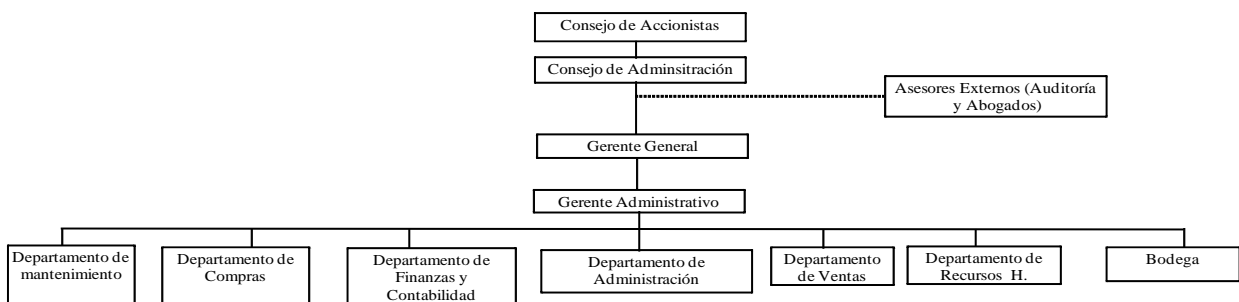 Consejo de Accionistas
Consejo de Adminsitración
Asesores Externos (Auditoría
y Abogados)
Gerente General
Gerente Administrativo
Departamento de
mantenimiento
Departamento de
Compras
Departamento de
Finanzas y
Contabilidad
Departamento de
Administración
Departamento
de Ventas
Departamento
de Recursos H.
Bodega